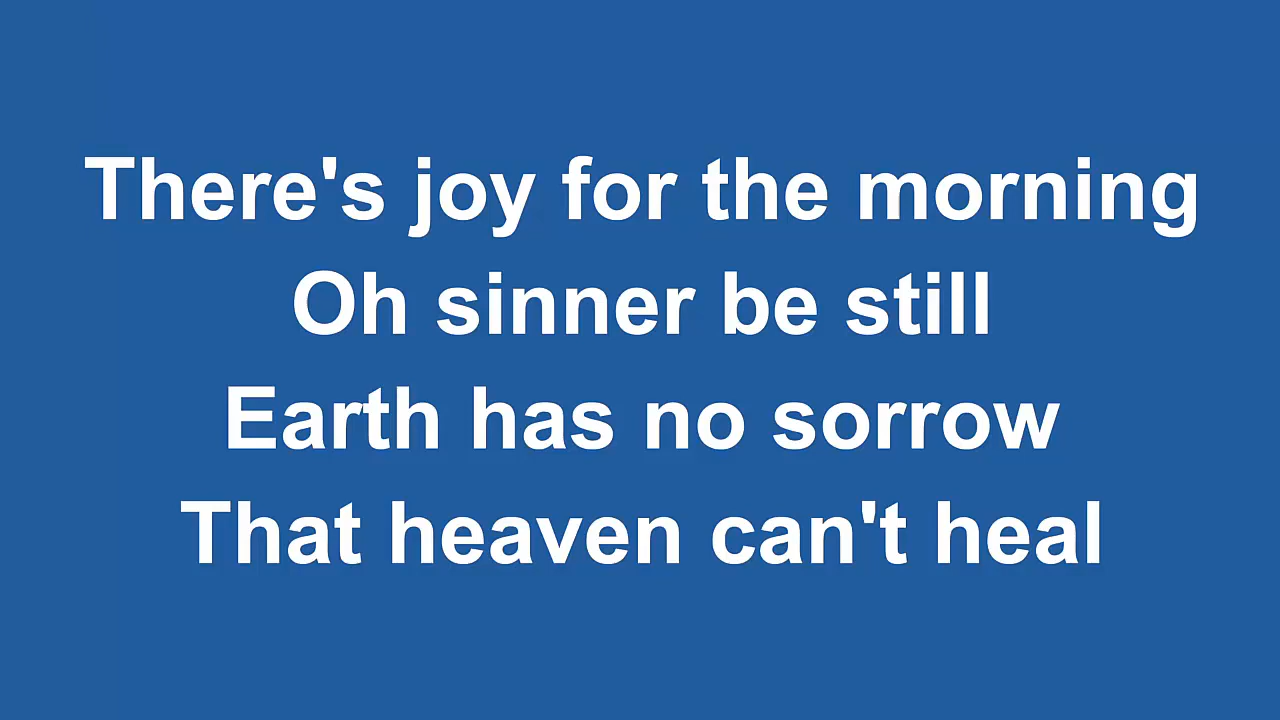 There's joy for the morning
Oh sinner be still
Earth has no sorrow
That heaven can't heal